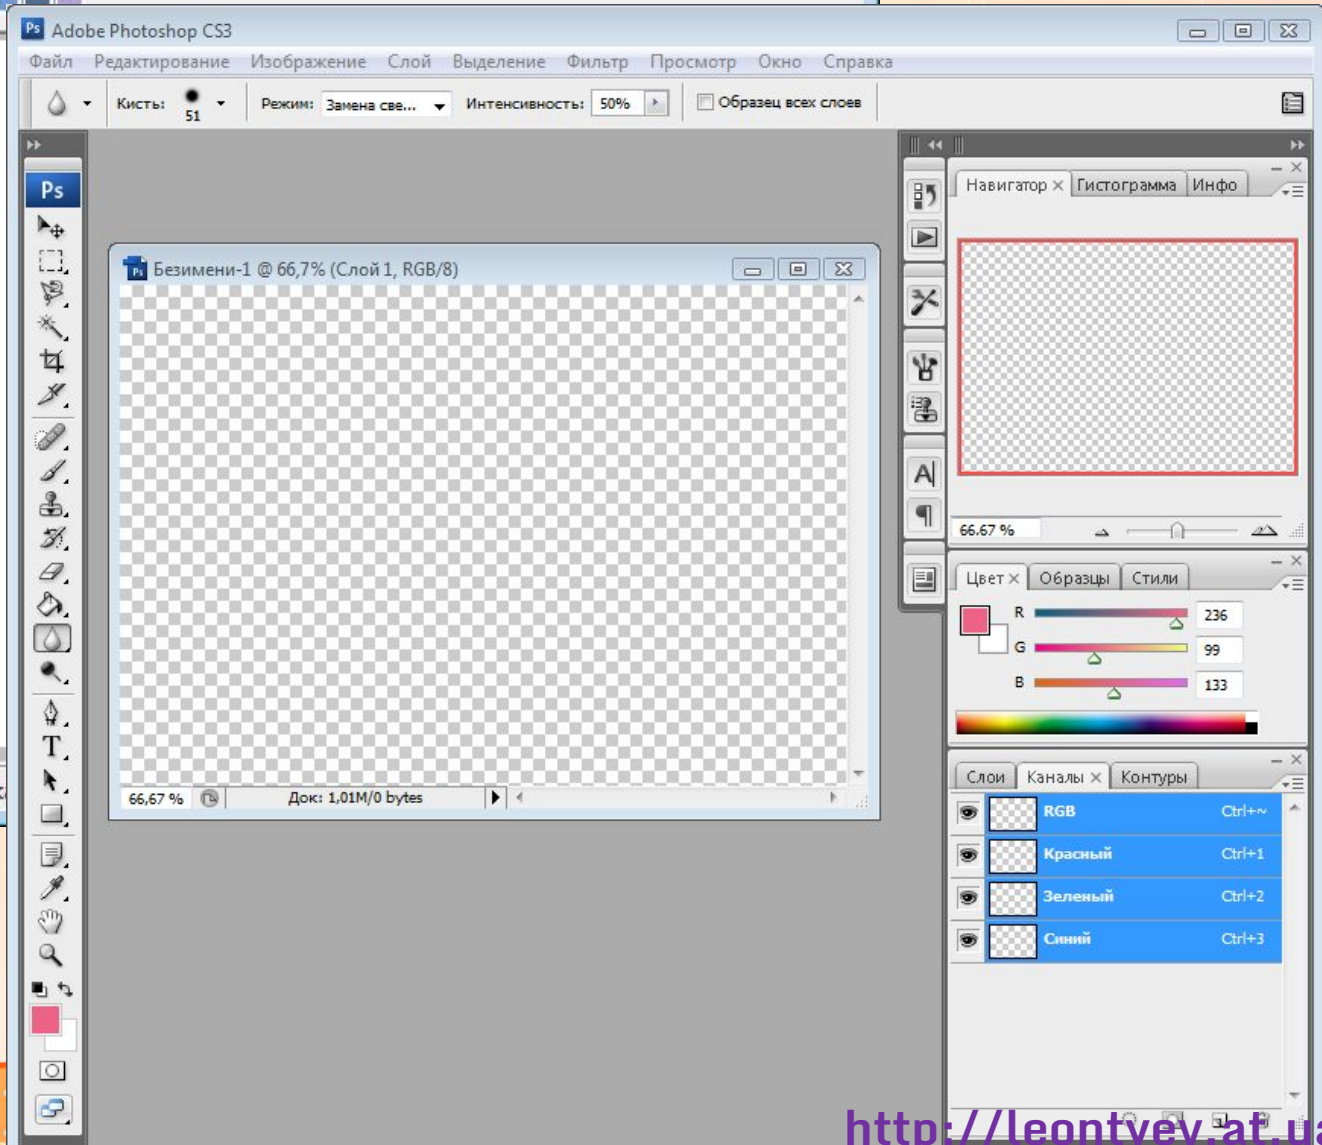 Ps Adobe Photoshop CS3
Файл Редактирование Изображение Слой Выделение Фильтр Просмотр Окно Справка
Кисть: 51 Режим: Замена све... Интенсивность: 50% Образец всех слоев
Ps
Навигатор Гистограмма Инфо
Безимени-1 @ 66,7% (Слой 1, RGB/8)
66.67 %
Цвет Образцы Стили
R 236
G 99
B 133
Слои Каналы Контуры
66,67 % Док: 1,01M/0 bytes
RGB Ctrl+~
Красный Ctrl+1
Зеленый Ctrl+2
Синий Ctrl+3
http://leontyev.at.ua